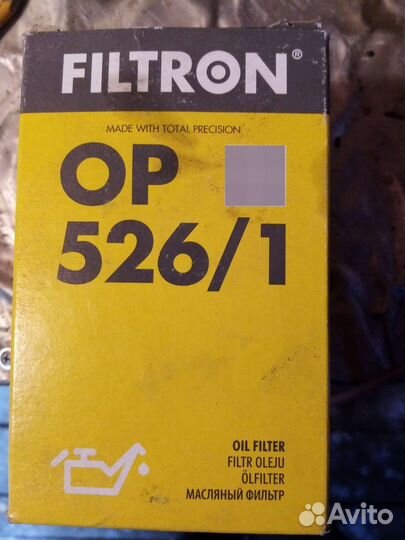 FILTRON®
MADE WITH TOTAL PRECISION
OP
526/1
OIL FILTER
FILTR OLEJU
ÖLFILTER
МАСЛЯНЫЙ ФИЛЬТР
Avito